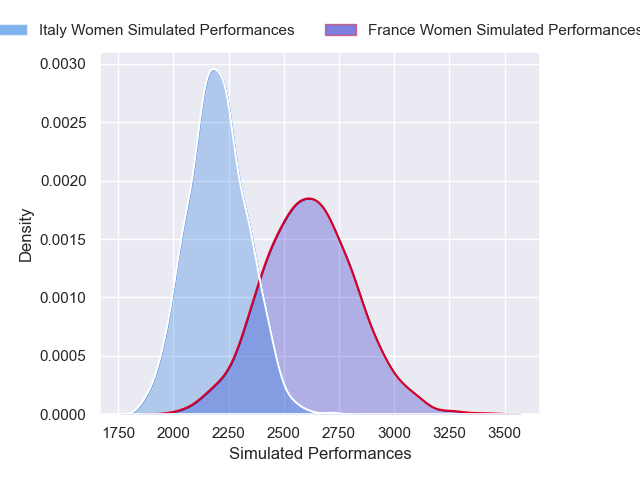 Italy Women Simulated Performances France Women Simulated Performances
0.0030
0.0025
0.0020
0.0015
0.0010
0.0005
0.0000
Density
1750 2000 2250 2500 2750 3000 3250 3500
Simulated Performances